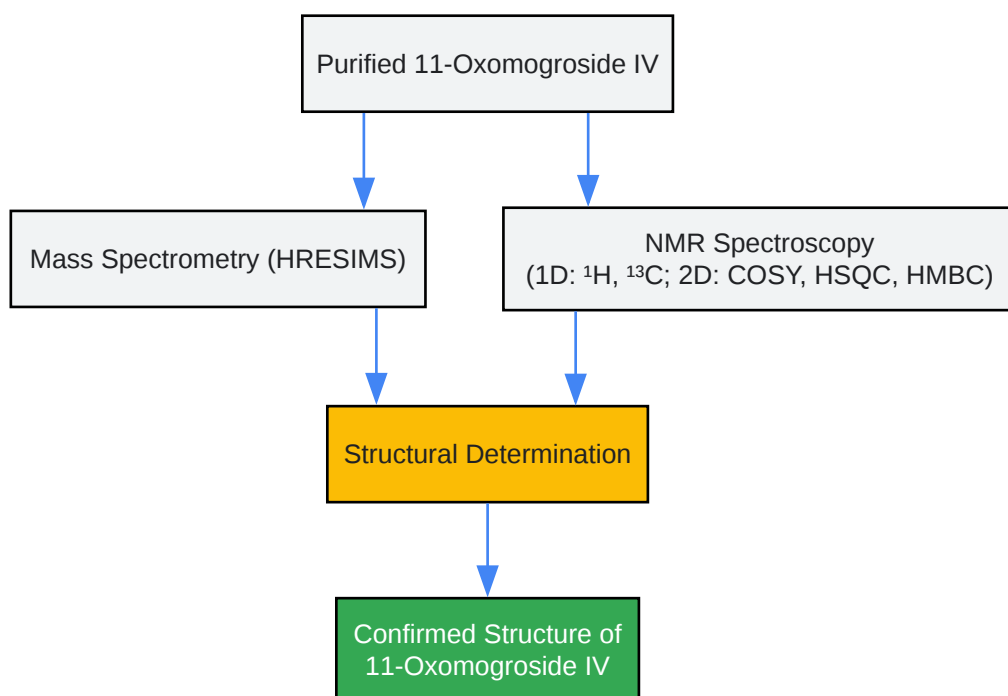 Purified 11-Oxomogroside IV
Mass Spectrometry (HRESIMS)
NMR Spectroscopy
(1D: ¹H, ¹³C; 2D: COSY, HSQC, HMBC)
Structural Determination
Confirmed Structure of
11-Oxomogroside IV